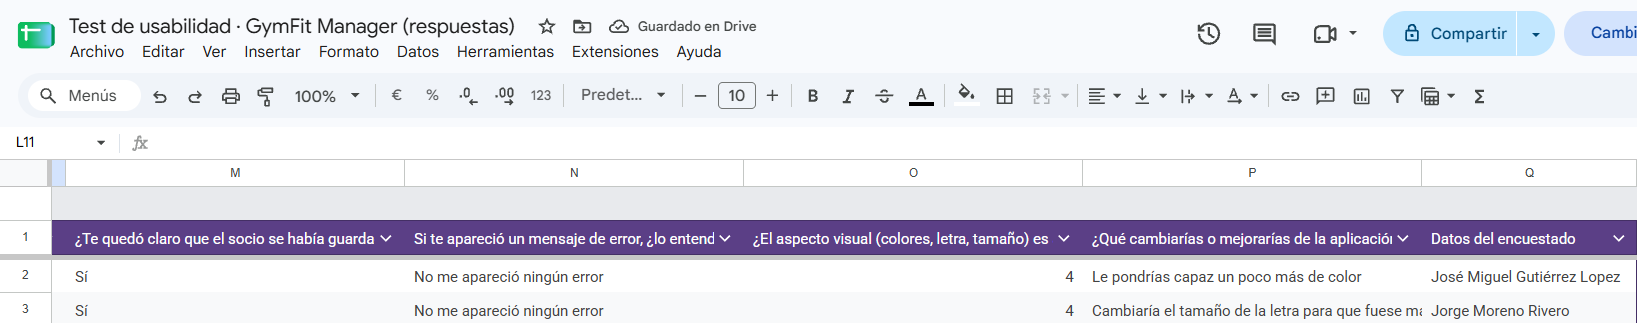 Test de usabilidad · GymFit Manager (respuestas) Guardado en Drive
Archivo Editar Ver Insertar Formato Datos Herramientas Extensiones Ayuda
Compartir Cambi
Menús 100% € % .0 .00 123 Predet... 10 B I A Σ
L11 fx
M N O P Q
1 ¿Te quedó claro que el socio se había guarda Si te apareció un mensaje de error, ¿lo entend ¿El aspecto visual (colores, letra, tamaño) es ¿Qué cambiarías o mejorarías de la aplicación Datos del encuestado
2 Sí No me apareció ningún error 4 Le pondrías capaz un poco más de color José Miguel Gutiérrez Lopez
3 Sí No me apareció ningún error 4 Cambiaría el tamaño de la letra para que fuese ma Jorge Moreno Rivero